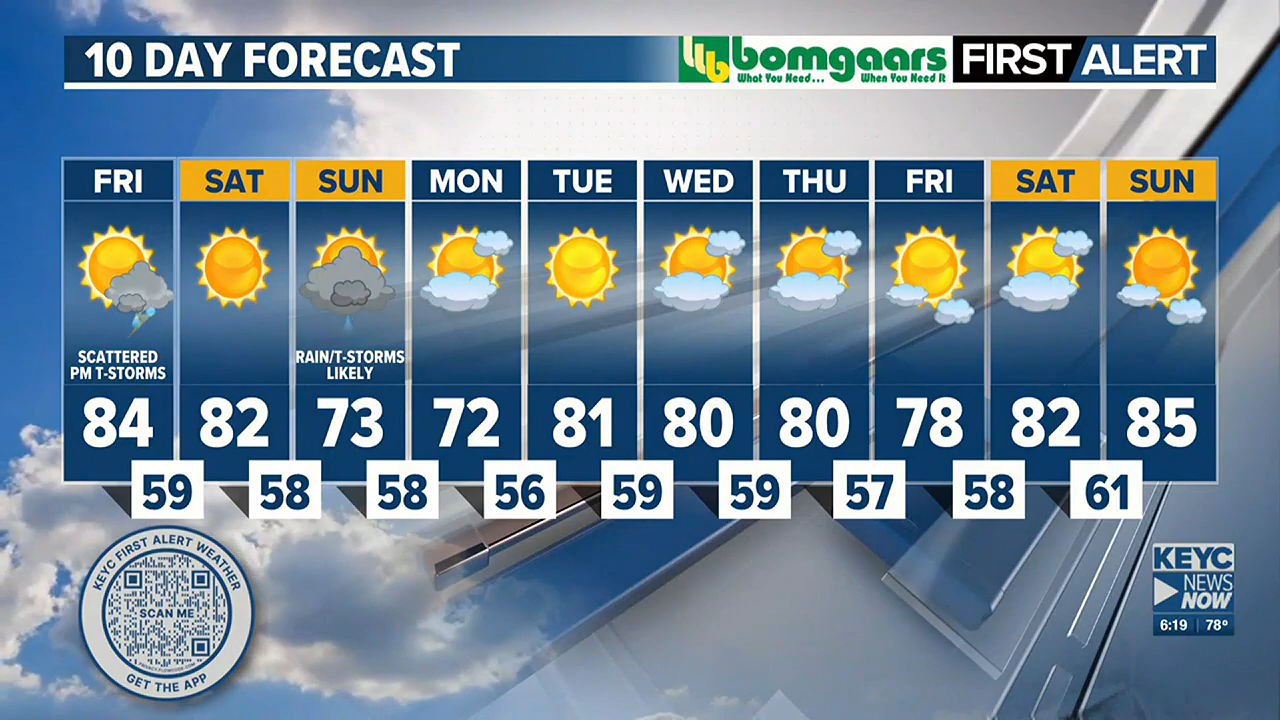 10 DAY FORECAST
bomgaars
What You Need... When You Need It
FIRST ALERT
FRI SAT SUN MON TUE WED THU FRI SAT SUN
SCATTERED
PM T-STORMS
RAIN/T-STORMS
LIKELY
84 82 73 72 81 80 80 78 82 85
59 58 58 56 59 59 57 58 61
KEYC FIRST ALERT WEATHER
SCAN ME
GET THE APP
KEYC
NEWS
NOW
6:19 78°